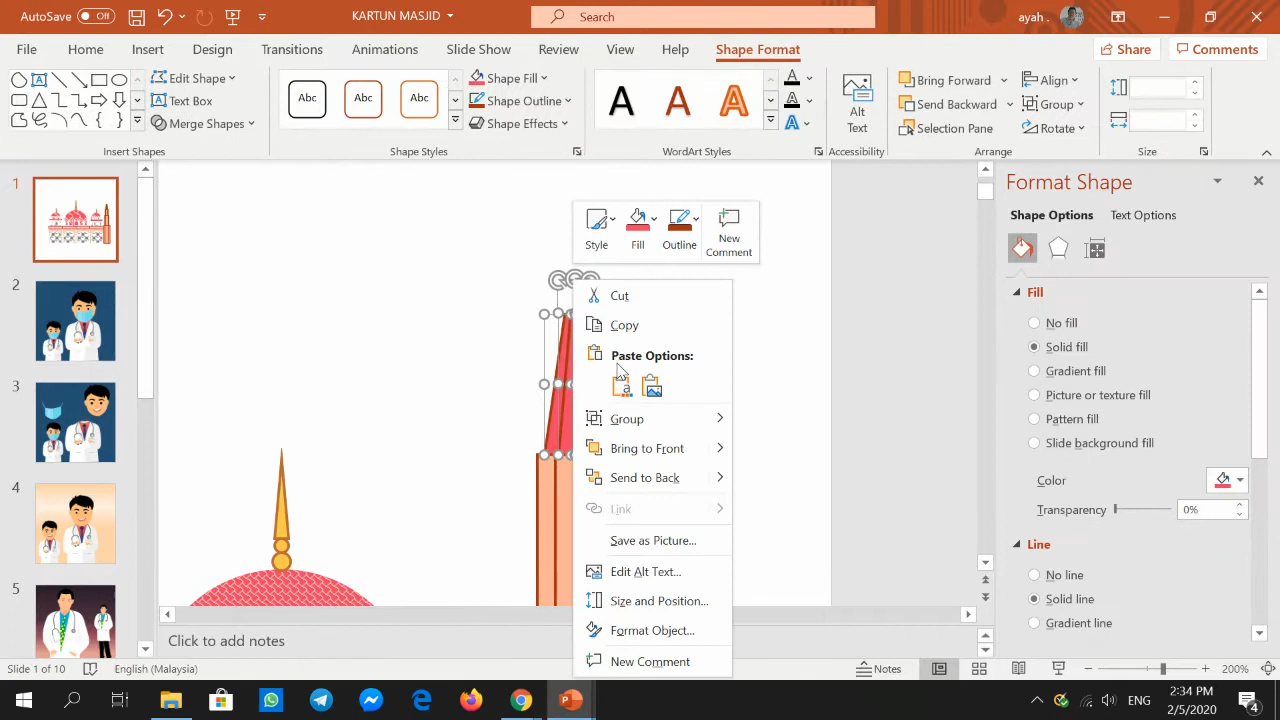 AutoSave Off KARTUN MASJID Search ayah .
File Home Insert Design Transitions Animations Slide Show Review View Help Shape Format Share Comments
Edit Shape Text Box Merge Shapes
Insert Shapes
Abc Abc Abc Shape Fill Shape Outline Shape Effects
Shape Styles
A A A A A A
WordArt Styles
Alt Text
Accessibility
Bring Forward Send Backward Selection Pane Align Group Rotate
Arrange
Size
1
2
3
4
5
Style Fill Outline New Comment
Cut
Copy
Paste Options:
Group
Bring to Front
Send to Back
Link
Save as Picture...
Edit Alt Text...
Size and Position...
Format Object...
New Comment
Format Shape
Shape Options Text Options
Fill
No fill
Solid fill
Gradient fill
Picture or texture fill
Pattern fill
Slide background fill
Color
Transparency 0%
Line
No line
Solid line
Gradient line
Click to add notes
Slide 1 of 10 English (Malaysia) Notes 200%
ENG 2:34 PM 2/5/2020 4